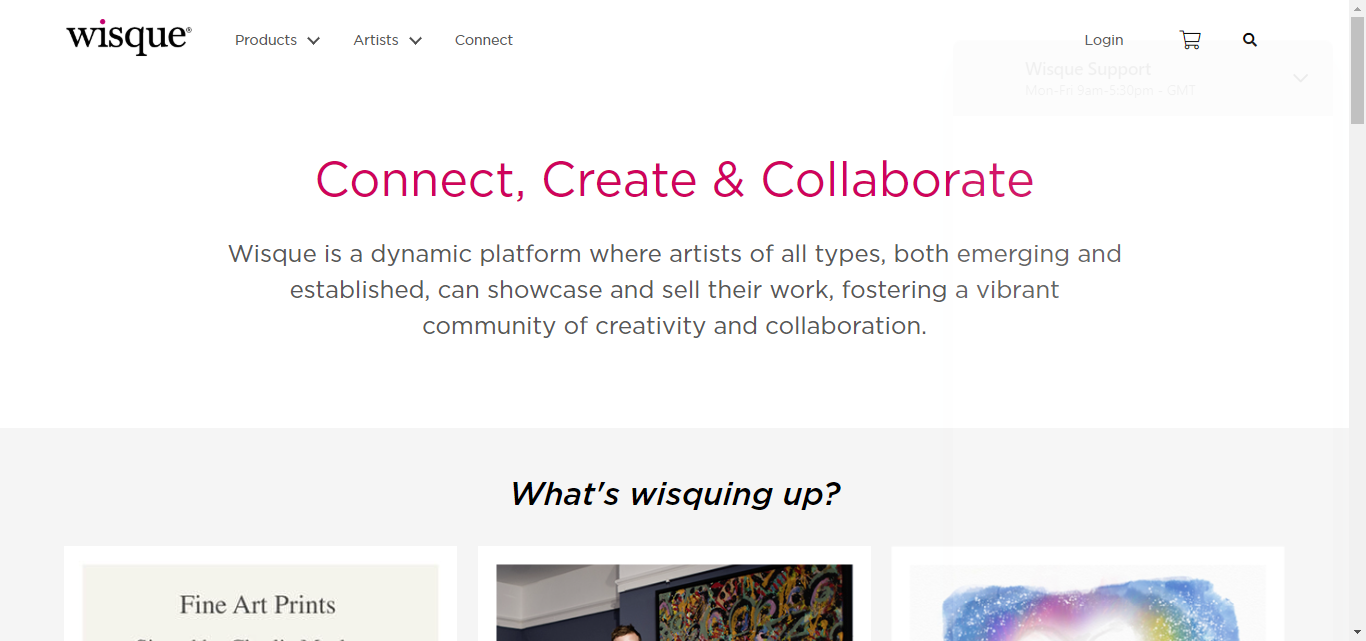 wisque®
Products
Artists
Connect
Login
Wisque Support
Mon-Fri 9am-5:30pm - GMT
Connect, Create & Collaborate
Wisque is a dynamic platform where artists of all types, both emerging and
established, can showcase and sell their work, fostering a vibrant
community of creativity and collaboration.
What's wisquing up?
Fine Art Prints